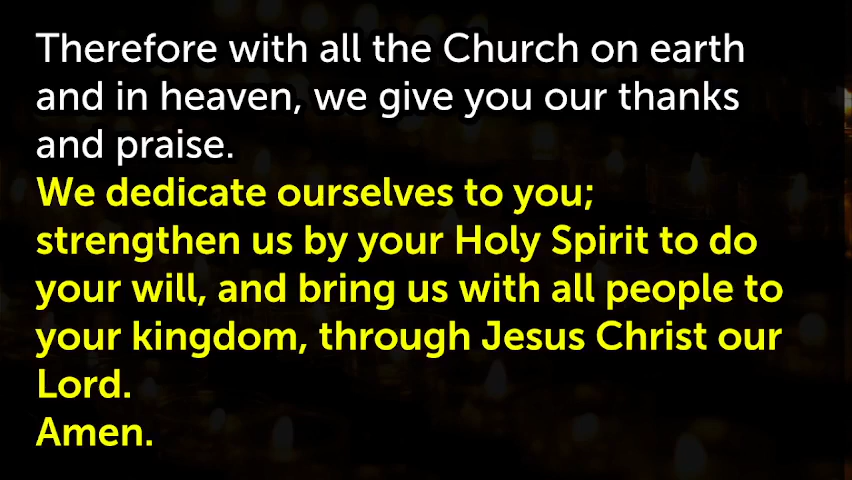 Therefore with all the Church on earth
and in heaven, we give you our thanks
and praise.
We dedicate ourselves to you;
strengthen us by your Holy Spirit to do
your will, and bring us with all people to
your kingdom, through Jesus Christ our
Lord.
Amen.